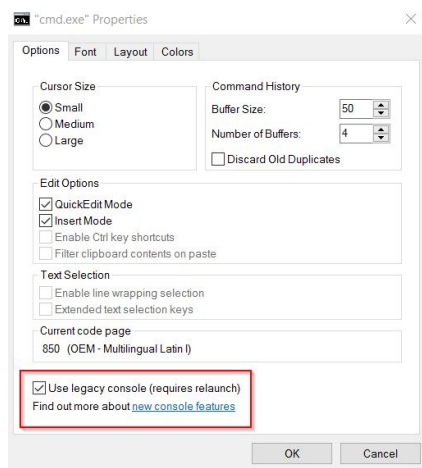 "cmd.exe" Properties
Options Font Layout Colors
Cursor Size
Small
Medium
Large
Command History
Buffer Size: 50
Number of Buffers: 4
Discard Old Duplicates
Edit Options
QuickEdit Mode
Insert Mode
Enable Ctrl key shortcuts
Filter clipboard contents on paste
Text Selection
Enable line wrapping selection
Extended text selection keys
Current code page
850 (OEM - Multilingual Latin I)
Use legacy console (requires relaunch)
Find out more about new console features
OK Cancel